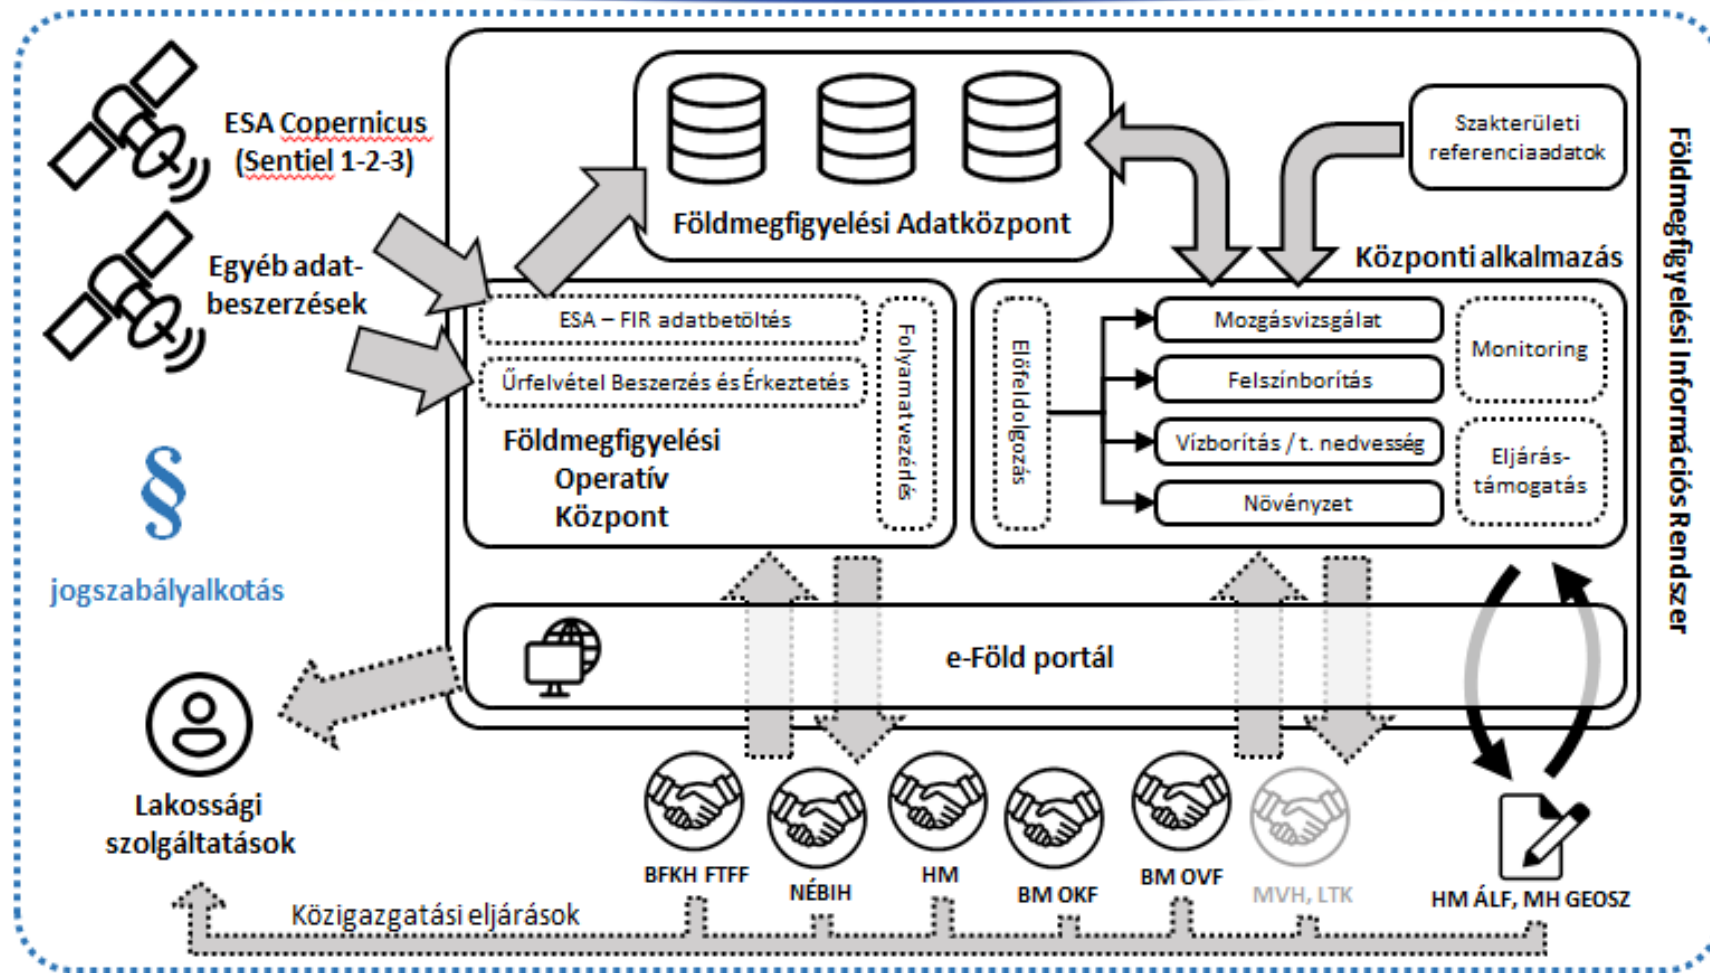 ESA Copernicus
(Sentiel 1-2-3)
Egyéb adat-
beszerzések
§
jogszabályalkotás
Lakossági
szolgáltatások
Földmegfigyelési Adatközpont
Szakterületi
referenciaadatok
Központi alkalmazás
Földmegfigyelési Információs Rendszer
ESA – FIR adatbetöltés
Űrfelvétel Beszerzés és Érkeztetés
Folyamatvezérlés
Földmegfigyelési
Operatív
Központ
Előfeldolgozás
Mozgásvizsgálat
Felszínborítás
Vízborítás / t. nedvesség
Növényzet
Monitoring
Eljárás-
támogatás
e-Föld portál
BFKH FTFF
NÉBIH
HM
BM OKF
BM OVF
MVH, LTK
HM ÁLF, MH GEOSZ
Közigazgatási eljárások